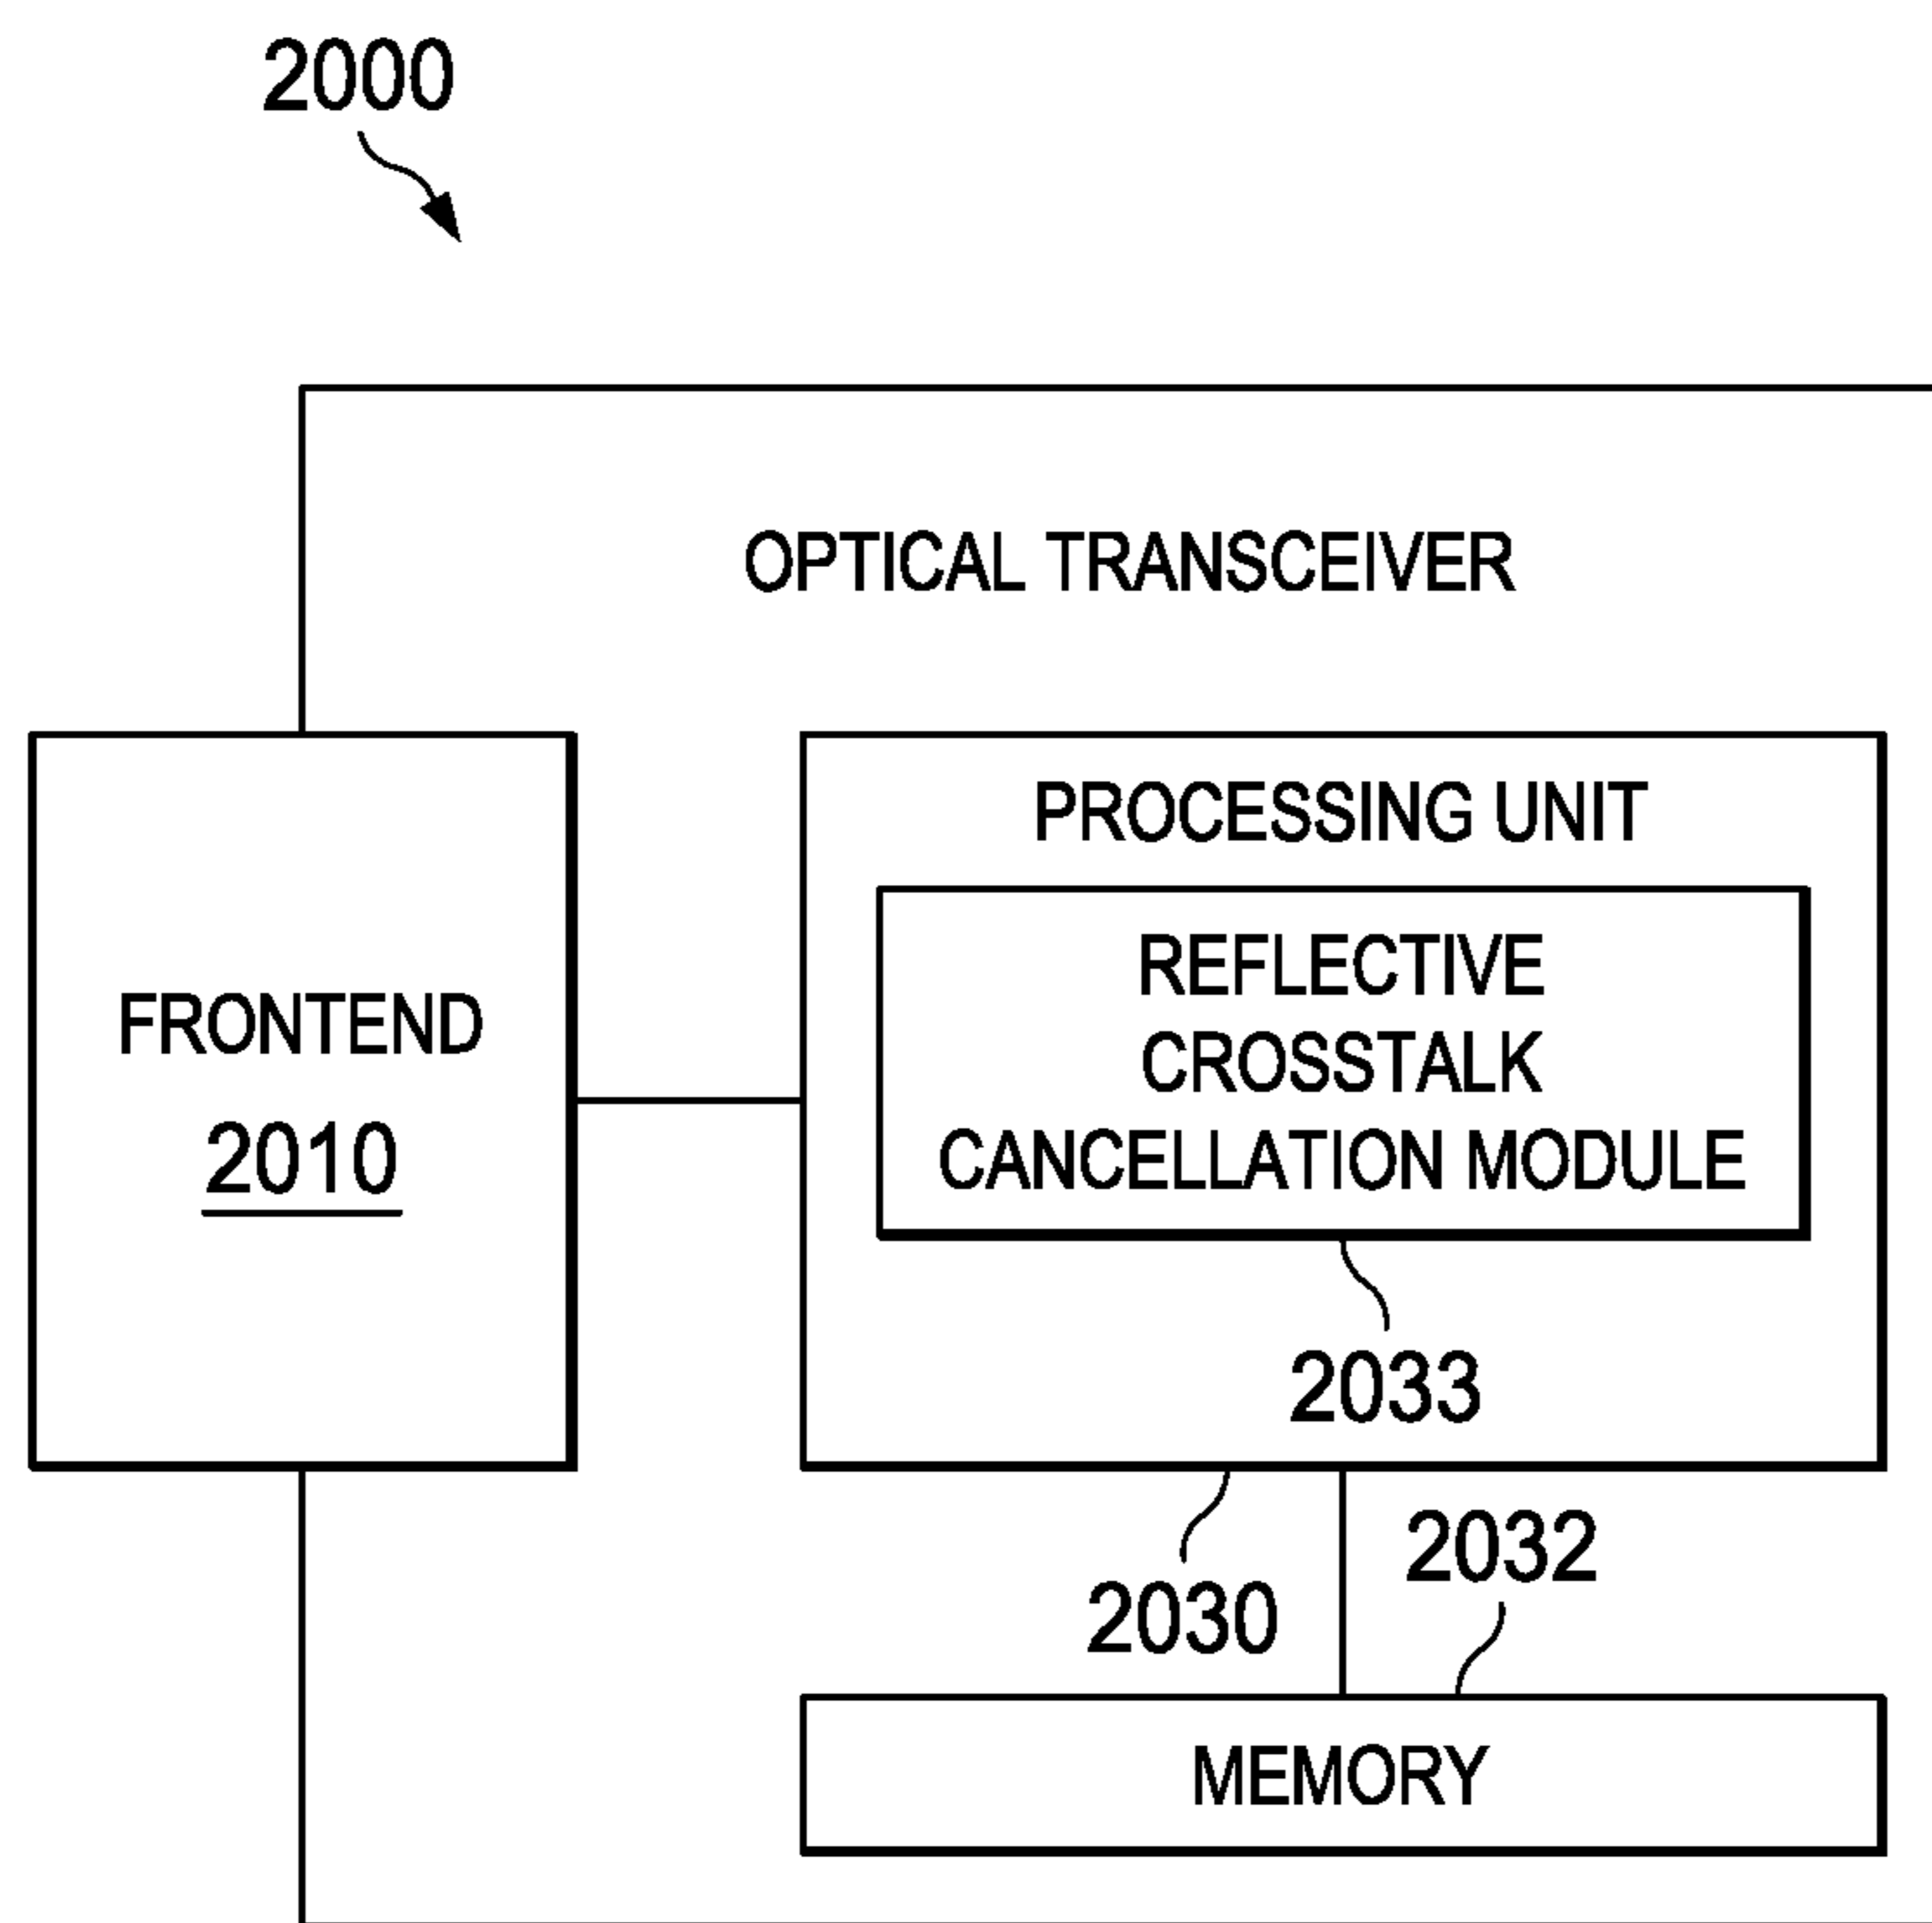 2000
OPTICAL TRANSCEIVER
FRONTEND
2010
PROCESSING UNIT
REFLECTIVE
CROSSTALK
CANCELLATION MODULE
2033
2030
2032
MEMORY